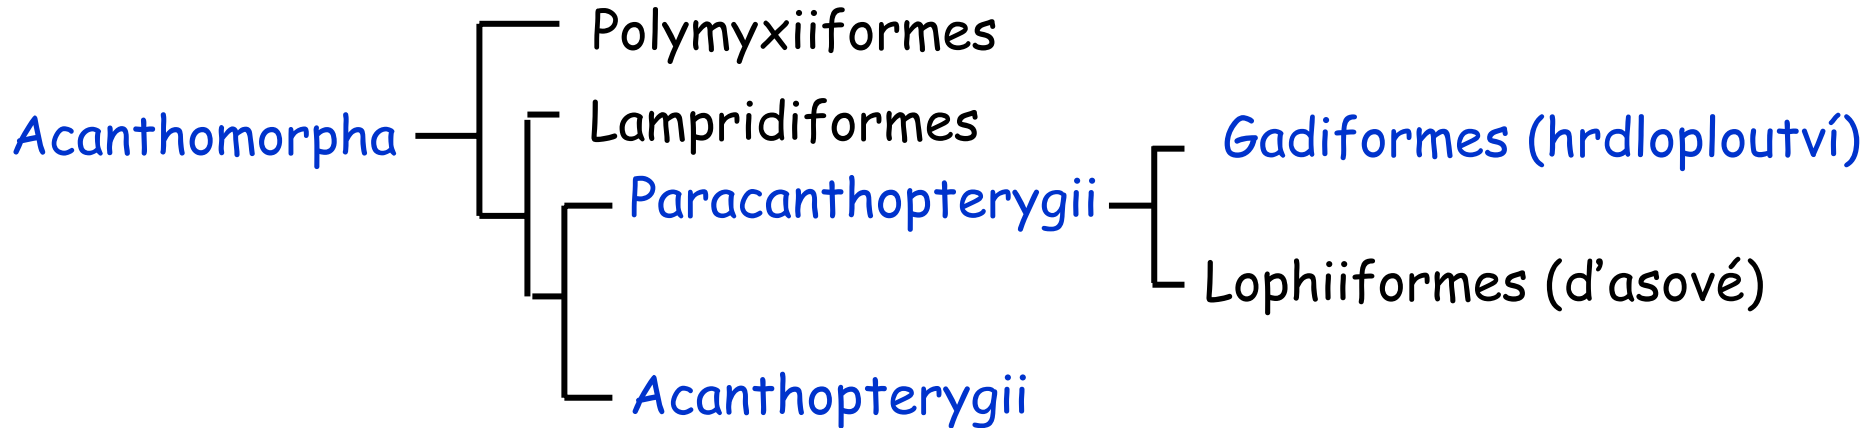 Polymyxiiformes
Lampridiformes
Acanthomorpha
Gadiformes (hrdloploutví)
Paracanthopterygii
Lophiiformes (ďasové)
Acanthopterygii